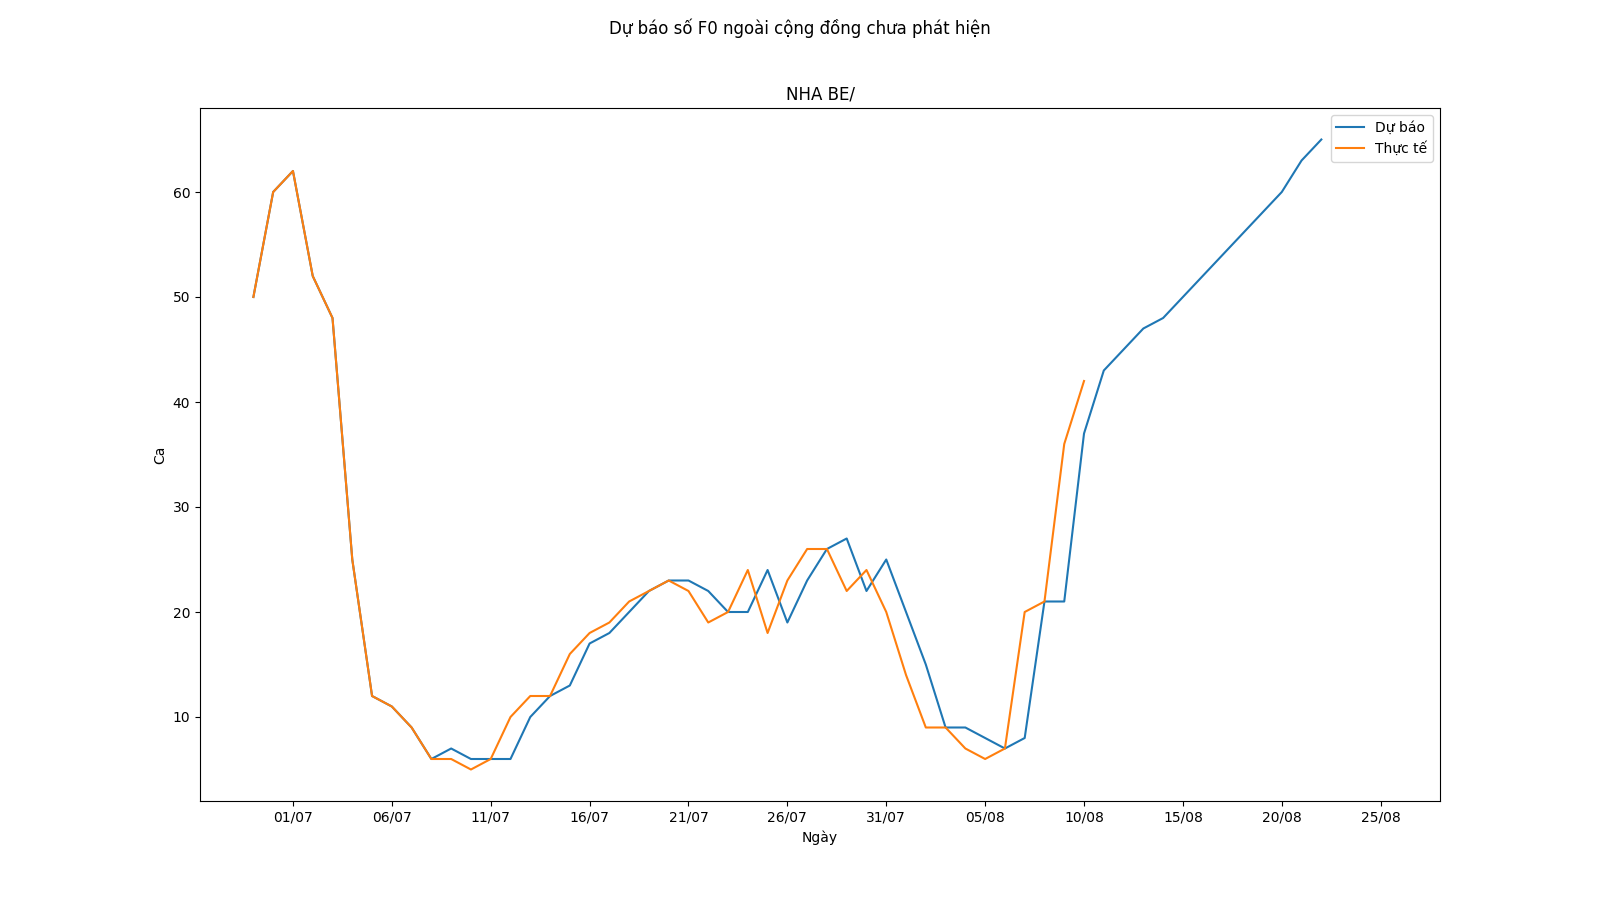 Dự báo số F0 ngoài cộng đồng chưa phát hiện
NHA BE/
Dự báo
Thực tế
60
50
40
30
20
10
Ca
01/07 06/07 11/07 16/07 21/07 26/07 31/07 05/08 10/08 15/08 20/08 25/08
Ngày